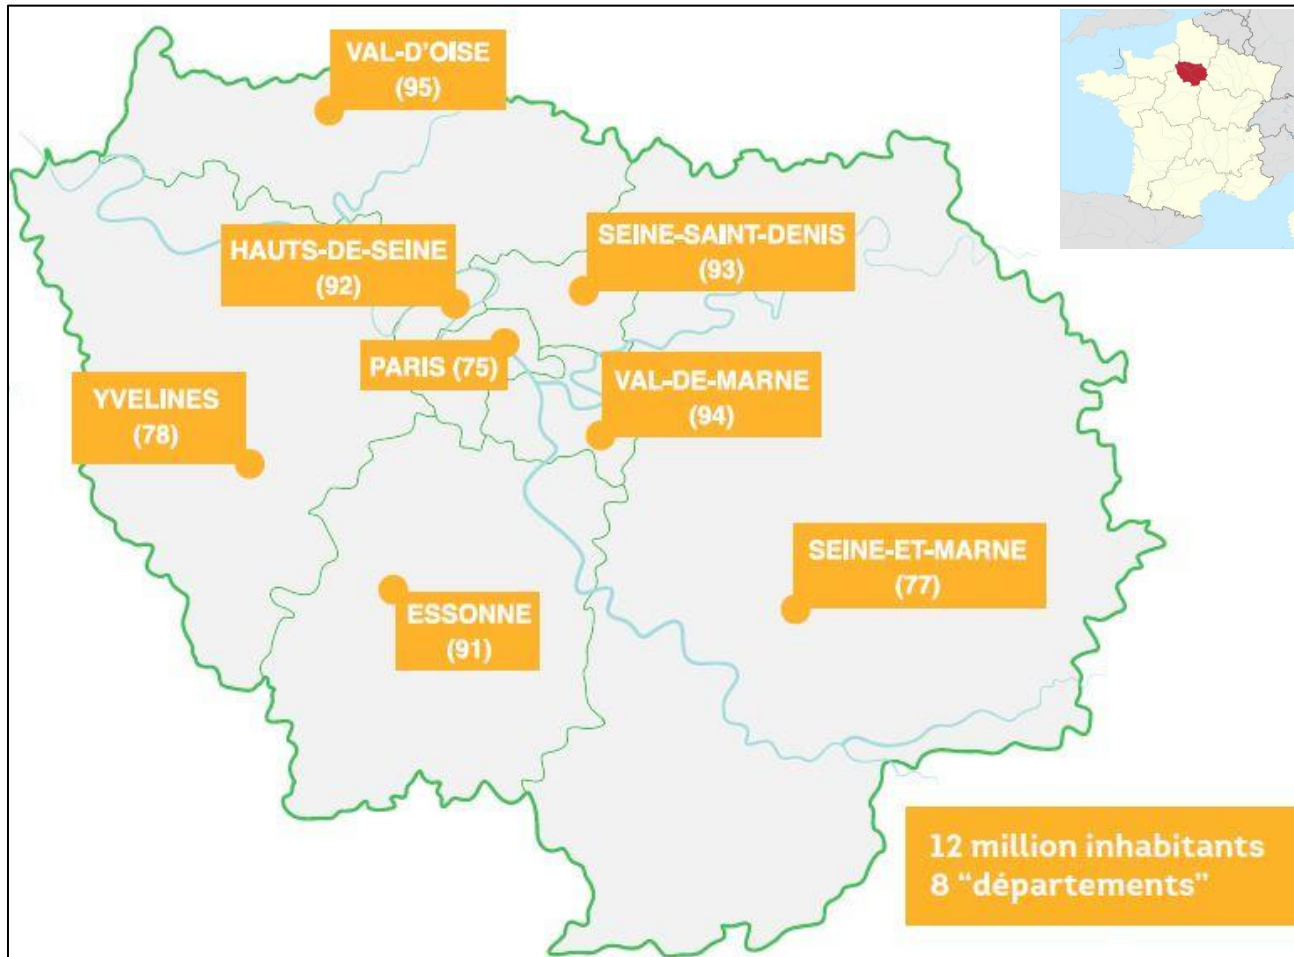 VAL-D'OISE
(95)
HAUTS-DE-SEINE
(92)
SEINE-SAINT-DENIS
(93)
PARIS (75)
YVELINES
(78)
VAL-DE-MARNE
(94)
SEINE-ET-MARNE
(77)
ESSONNE
(91)
12 million inhabitants
8 “départements”